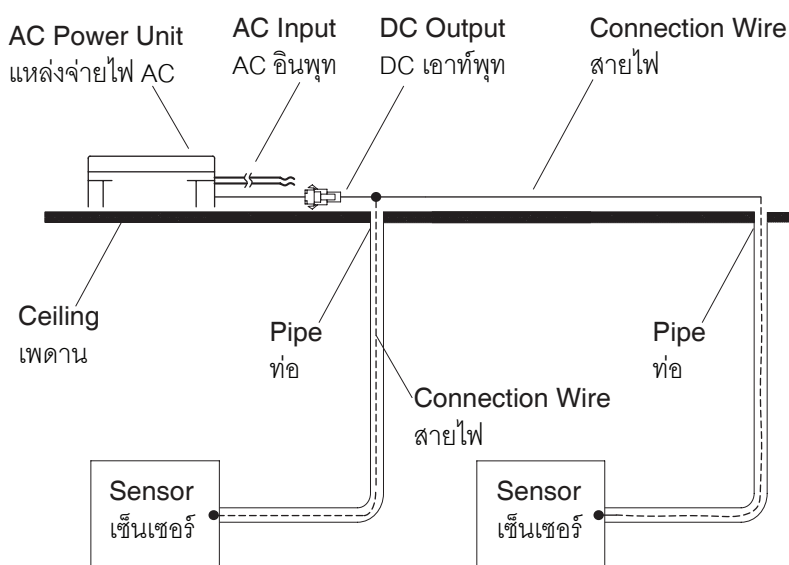 AC Power Unit
แหล่งจ่ายไฟ AC
AC Input
AC อินพุท
DC Output
DC เอาท์พุท
Connection Wire
สายไฟ
Ceiling
เพดาน
Pipe
ท่อ
Pipe
ท่อ
Connection Wire
สายไฟ
Sensor
เซ็นเซอร์
Sensor
เซ็นเซอร์